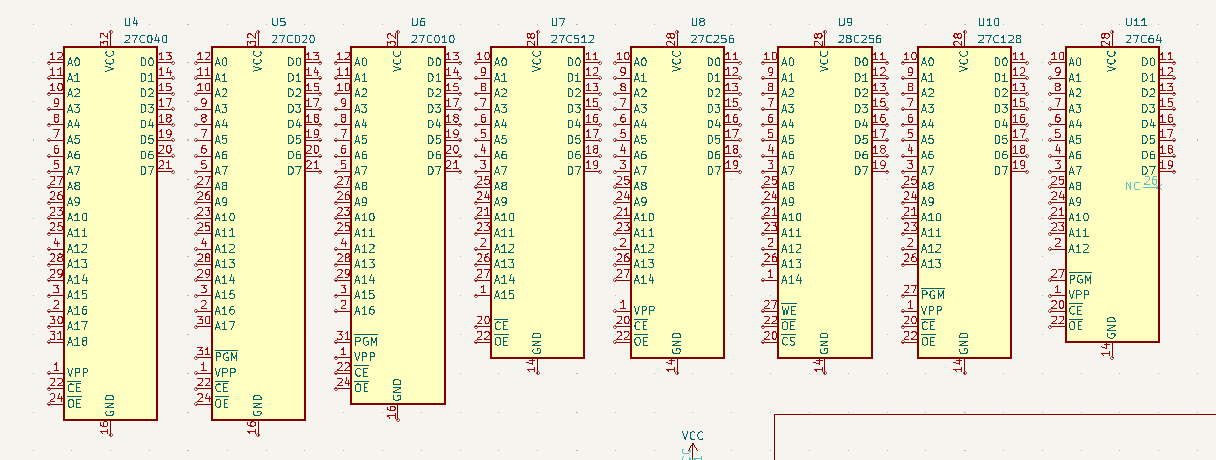 U4
27C040
32
VCC
12 A0 D0 13
11 A1 D1 14
10 A2 D2 15
9 A3 D3 17
8 A4 D4 18
7 A5 D5 19
6 A6 D6 20
5 A7 D7 21
27 A8
26 A9
23 A10
25 A11
4 A12
28 A13
29 A14
3 A15
2 A16
30 A17
31 A18
1 VPP
22 CE
24 OE
GND
16
U5
27C020
32
VCC
12 A0 D0 13
11 A1 D1 14
10 A2 D2 15
9 A3 D3 17
8 A4 D4 18
7 A5 D5 19
6 A6 D6 20
5 A7 D7 21
27 A8
26 A9
23 A10
25 A11
4 A12
28 A13
29 A14
3 A15
2 A16
30 A17
31 PGM
1 VPP
22 CE
24 OE
GND
16
U6
27C010
32
VCC
12 A0 D0 13
11 A1 D1 14
10 A2 D2 15
9 A3 D3 17
8 A4 D4 18
7 A5 D5 19
6 A6 D6 20
5 A7 D7 21
27 A8
26 A9
23 A10
25 A11
4 A12
28 A13
29 A14
3 A15
2 A16
31 PGM
1 VPP
22 CE
24 OE
GND
16
U7
27C512
28
VCC
10 A0 D0 11
9 A1 D1 12
8 A2 D2 13
7 A3 D3 15
6 A4 D4 16
5 A5 D5 17
4 A6 D6 18
3 A7 D7 19
25 A8
24 A9
21 A10
23 A11
2 A12
26 A13
27 A14
1 A15
20 CE
22 OE
GND
14
U8
27C256
28
VCC
10 A0 D0 11
9 A1 D1 12
8 A2 D2 13
7 A3 D3 15
6 A4 D4 16
5 A5 D5 17
4 A6 D6 18
3 A7 D7 19
25 A8
24 A9
21 A10
23 A11
2 A12
26 A13
27 A14
1 VPP
20 CE
22 OE
GND
14
U9
28C256
28
VCC
10 A0 D0 11
9 A1 D1 12
8 A2 D2 13
7 A3 D3 15
6 A4 D4 16
5 A5 D5 17
4 A6 D6 18
3 A7 D7 19
25 A8
24 A9
21 A10
23 A11
2 A12
26 A13
1 A14
27 WE
22 OE
20 CS
GND
14
U10
27C128
28
VCC
10 A0 D0 11
9 A1 D1 12
8 A2 D2 13
7 A3 D3 15
6 A4 D4 16
5 A5 D5 17
4 A6 D6 18
3 A7 D7 19
25 A8
24 A9
21 A10
23 A11
2 A12
26 A13
27 PGM
1 VPP
20 CE
22 OE
GND
14
U11
27C64
28
VCC
10 A0 D0 11
9 A1 D1 12
8 A2 D2 13
7 A3 D3 15
6 A4 D4 16
5 A5 D5 17
4 A6 D6 18
3 A7 D7 19
25 A8 NC 26
24 A9
21 A10
23 A11
2 A12
27 PGM
1 VPP
20 CE
22 OE
GND
14
VCC